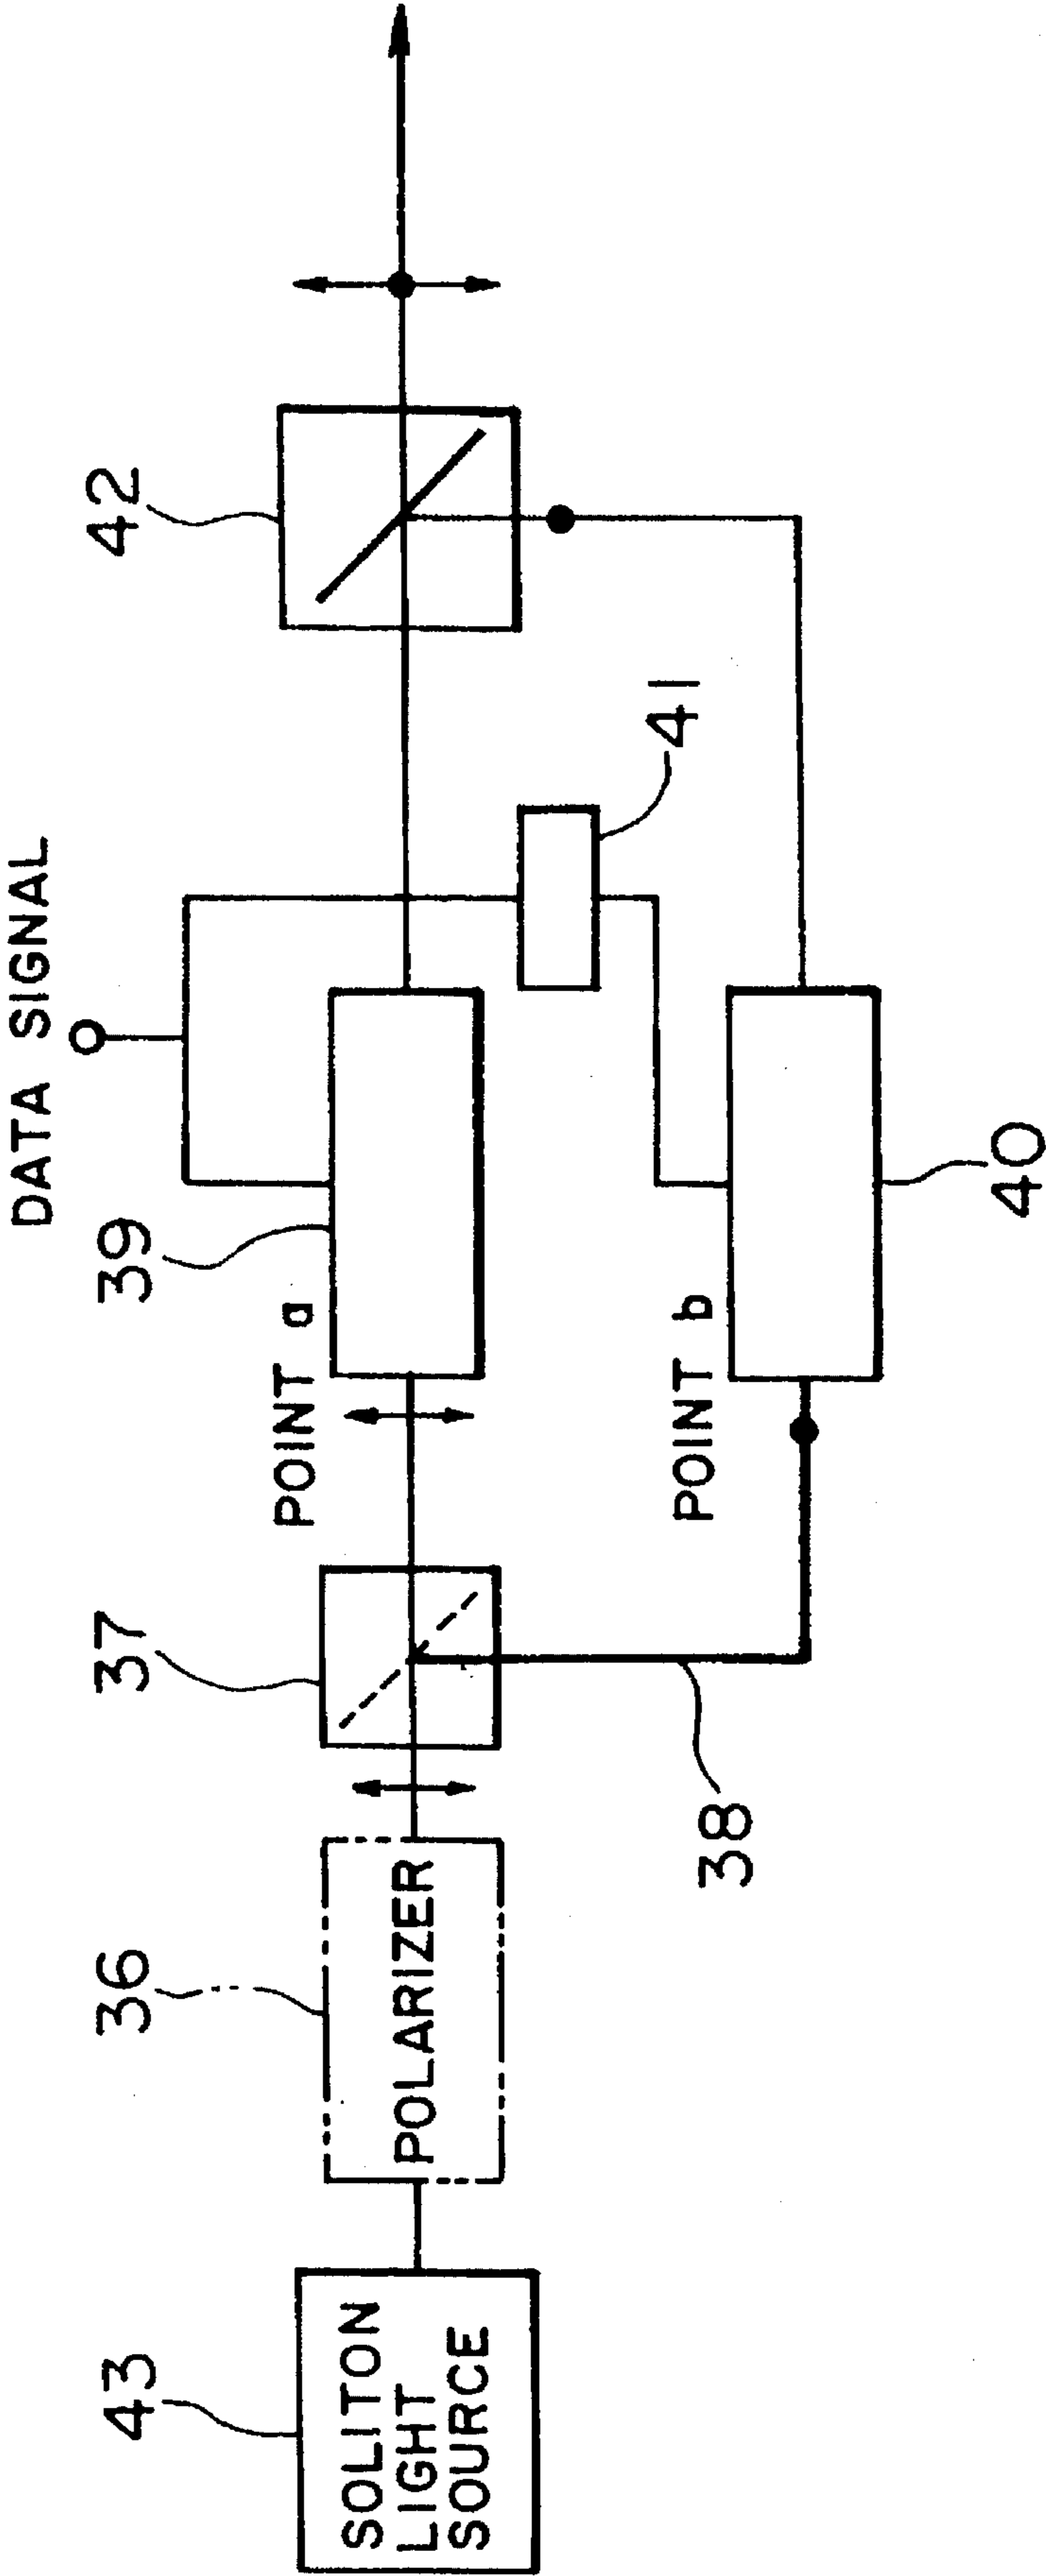 DATA SIGNAL
42
39
41
37
POINT a
36
POINT b
43
POLARIZER
38
40
SOLITON
LIGHT
SOURCE